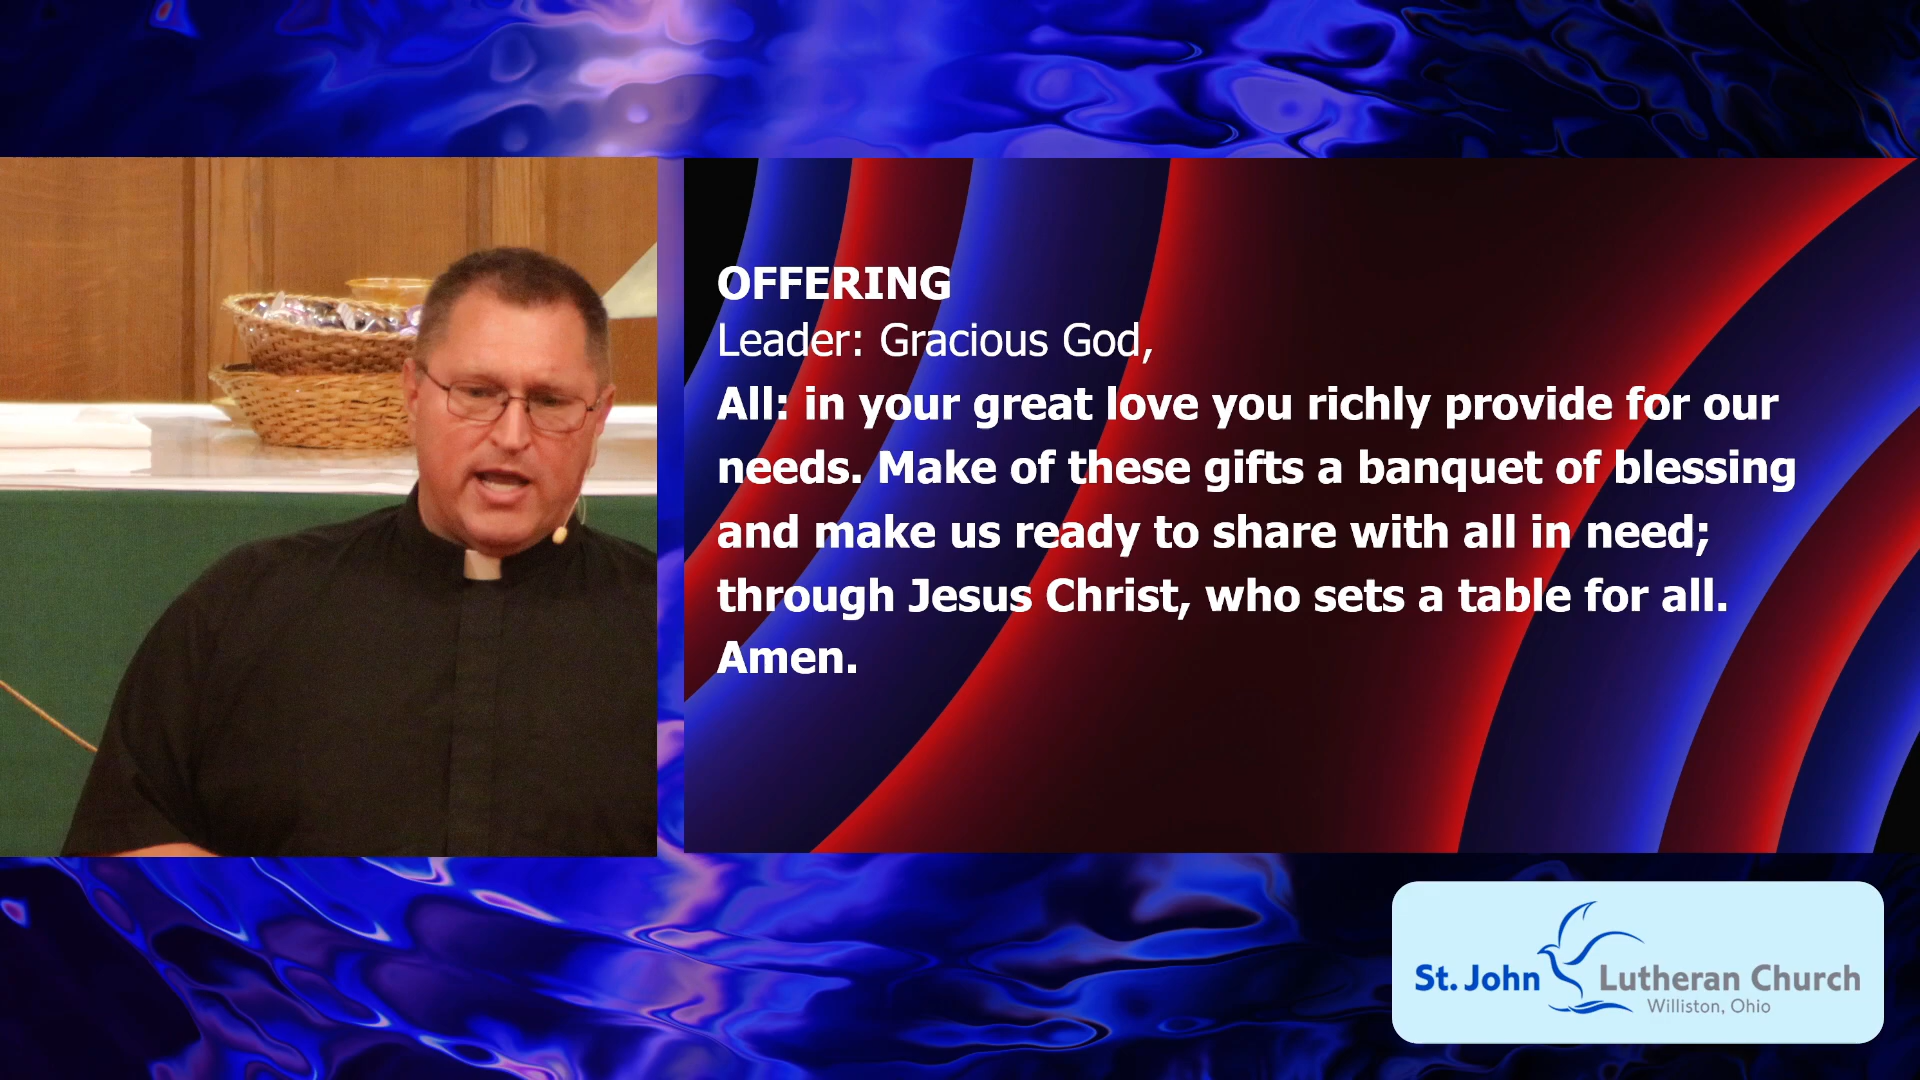 OFFERING
Leader: Gracious God,
All: in your great love you richly provide for our
needs. Make of these gifts a banquet of blessing
and make us ready to share with all in need;
through Jesus Christ, who sets a table for all.
Amen.
St. John Lutheran Church
Williston, Ohio